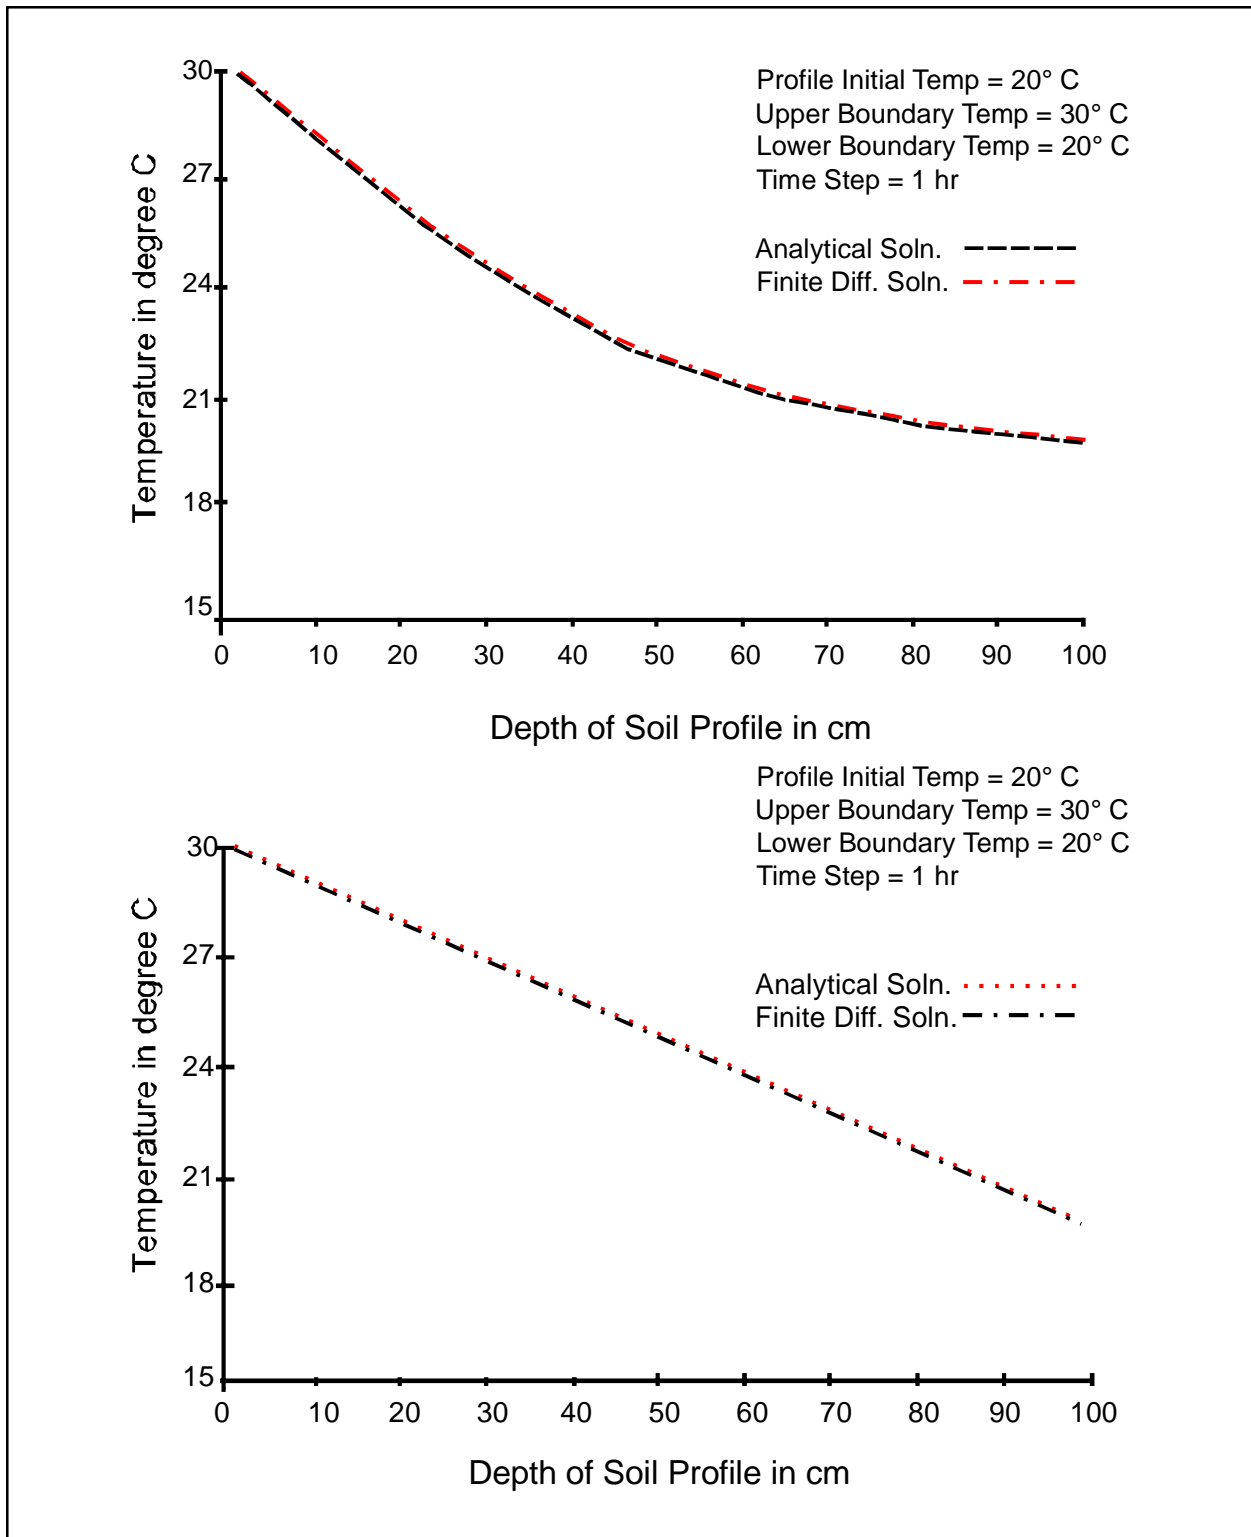 Profile Initial Temp = 20° C
Upper Boundary Temp = 30° C
Lower Boundary Temp = 20° C
Time Step = 1 hr
Analytical Soln.
Finite Diff. Soln.
Temperature in degree C
30
27
24
21
18
15
0 10 20 30 40 50 60 70 80 90 100
Depth of Soil Profile in cm
Profile Initial Temp = 20° C
Upper Boundary Temp = 30° C
Lower Boundary Temp = 20° C
Time Step = 1 hr
Analytical Soln.
Finite Diff. Soln.
Temperature in degree C
30
27
24
21
18
15
0 10 20 30 40 50 60 70 80 90 100
Depth of Soil Profile in cm